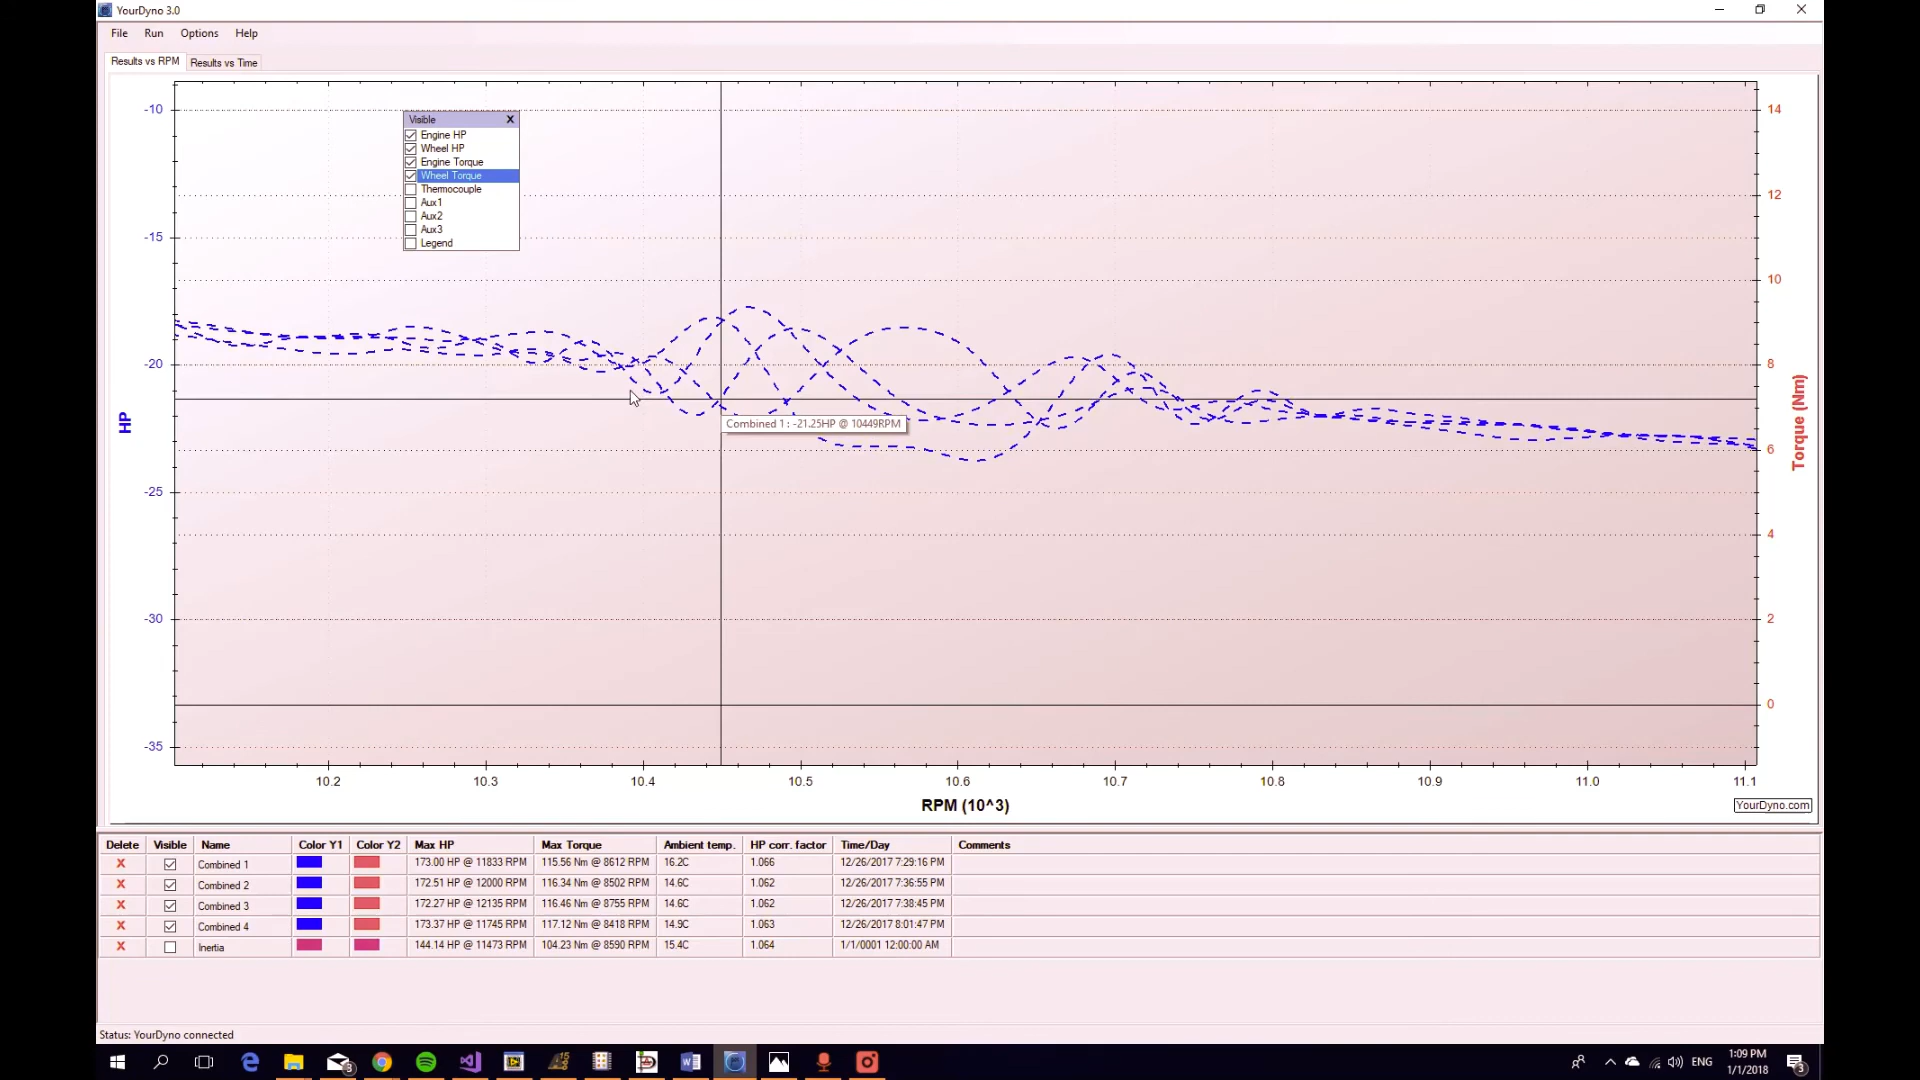 YourDyno 3.0
File Run Options Help
Results vs RPM Results vs Time
Visible X
Engine HP
Wheel HP
Engine Torque
Wheel Torque
Thermocouple
Aux1
Aux2
Aux3
Legend
-10
-15
-20
-25
-30
-35
HP
14
12
10
8
6
4
2
0
Torque (Nm)
Combined 1 : -21.25HP @ 10449RPM
10.2 10.3 10.4 10.5 10.6 10.7 10.8 10.9 11.0 11.1
RPM (10^3)
YourDyno.com
Delete Visible Name Color Y1 Color Y2 Max HP Max Torque Ambient temp. HP corr. factor Time/Day Comments
X Combined 1 173.00 HP @ 11833 RPM 115.56 Nm @ 8612 RPM 16.2C 1.066 12/26/2017 7:29:16 PM
X Combined 2 172.51 HP @ 12000 RPM 116.34 Nm @ 8502 RPM 14.6C 1.062 12/26/2017 7:36:55 PM
X Combined 3 172.27 HP @ 12135 RPM 116.46 Nm @ 8755 RPM 14.6C 1.062 12/26/2017 7:38:45 PM
X Combined 4 173.37 HP @ 11745 RPM 117.12 Nm @ 8418 RPM 14.9C 1.063 12/26/2017 8:01:47 PM
X Inertia 144.14 HP @ 11473 RPM 104.23 Nm @ 8590 RPM 15.4C 1.064 1/1/0001 12:00:00 AM
Status: YourDyno connected
3
ENG
1:09 PM
1/1/2018
3